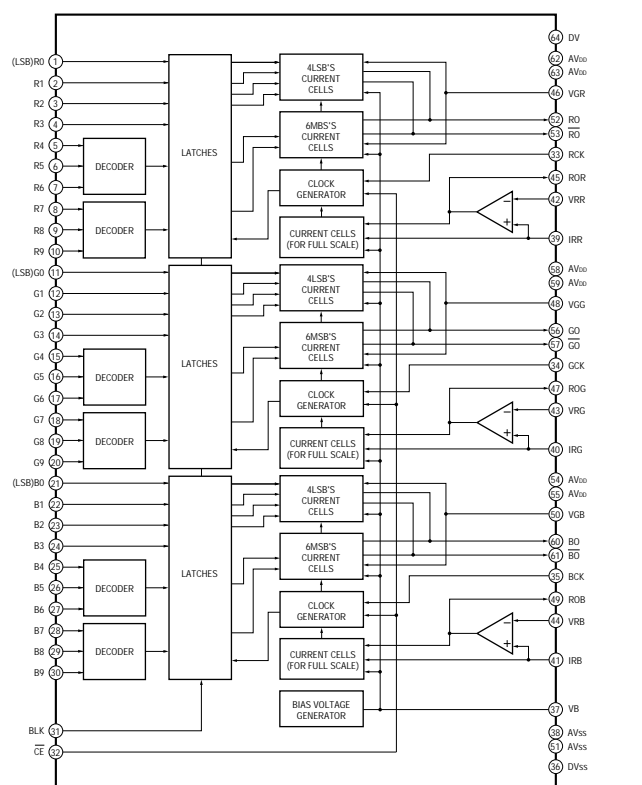 64 DV
(LSB)R0 1
R1 2
R2 3
R3 4
R4 5
R5 6
R6 7
R7 8
R8 9
R9 10
DECODER
DECODER
LATCHES
4LSB'S
CURRENT
CELLS
6MBS'S
CURRENT
CELLS
CLOCK
GENERATOR
CURRENT CELLS
(FOR FULL SCALE)
62 AVDD
63 AVDD
46 VGR
52 RO
53 RO
33 RCK
45 ROR
42 VRR
39 IRR
− +
(LSB)G0 11
G1 12
G2 13
G3 14
G4 15
G5 16
G6 17
G7 18
G8 19
G9 20
DECODER
DECODER
LATCHES
4LSB'S
CURRENT
CELLS
6MSB'S
CURRENT
CELLS
CLOCK
GENERATOR
CURRENT CELLS
(FOR FULL SCALE)
58 AVDD
59 AVDD
48 VGG
56 GO
57 GO
34 GCK
47 ROG
43 VRG
40 IRG
− +
(LSB)B0 21
B1 22
B2 23
B3 24
B4 25
B5 26
B6 27
B7 28
B8 29
B9 30
DECODER
DECODER
LATCHES
4LSB'S
CURRENT
CELLS
6MSB'S
CURRENT
CELLS
CLOCK
GENERATOR
CURRENT CELLS
(FOR FULL SCALE)
54 AVDD
55 AVDD
50 VGB
60 BO
61 BO
35 BCK
49 ROB
44 VRB
41 IRB
− +
BIAS VOLTAGE
GENERATOR
37 VB
BLK 31
CE 32
38 AVSS
51 AVSS
36 DVSS